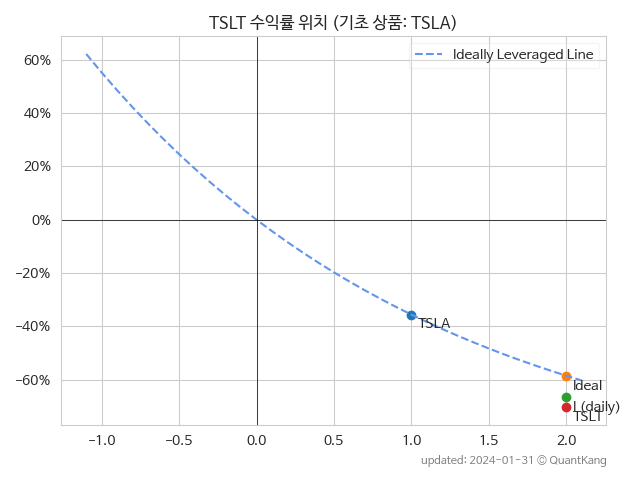 TSLT 수익률 위치 (기초 상품: TSLA)
Ideally Leveraged Line
60%
40%
20%
0%
−20%
−40%
−60%
TSLA
Ideal
(daily)
TSLT
−1.0
−0.5
0.0
0.5
1.0
1.5
2.0
updated: 2024-01-31 © QuantKang